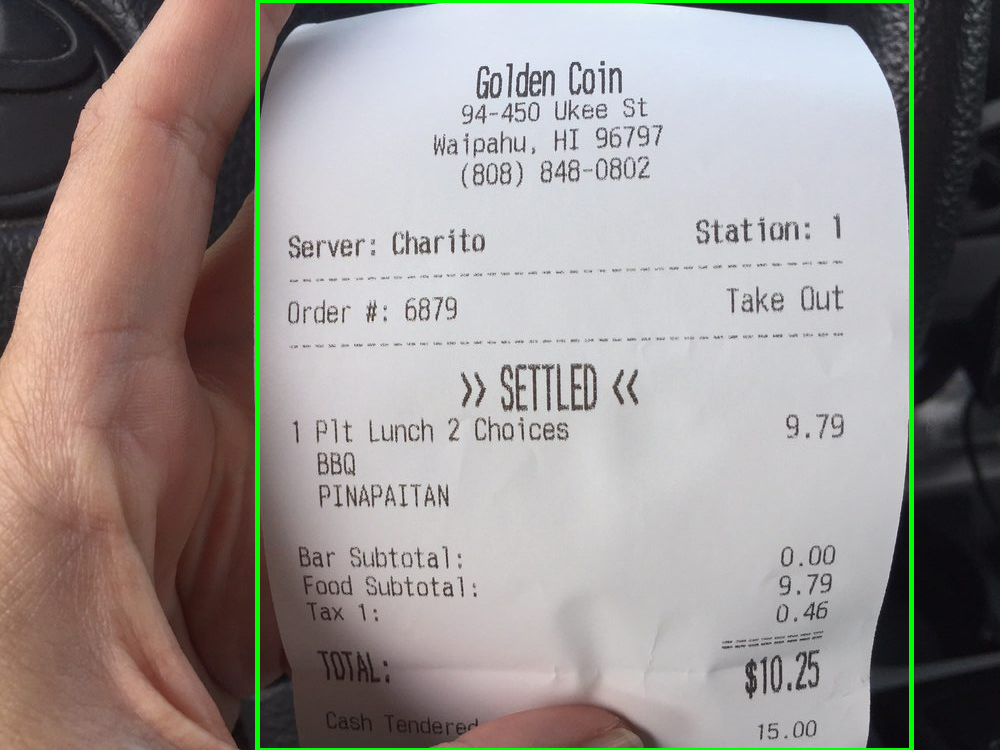 Golden Coin
94-450 Ukee St
Waipahu, HI 96797
(808) 848-0802
Server: Charito Station: 1
Order #: 6879 Take Out
>> SETTLED <<
1 Plt Lunch 2 Choices 9.79
BBQ
PINAPAITAN
Bar Subtotal: 0.00
Food Subtotal: 9.79
Tax 1: 0.46
TOTAL: $10.25
Cash Tendered 15.00